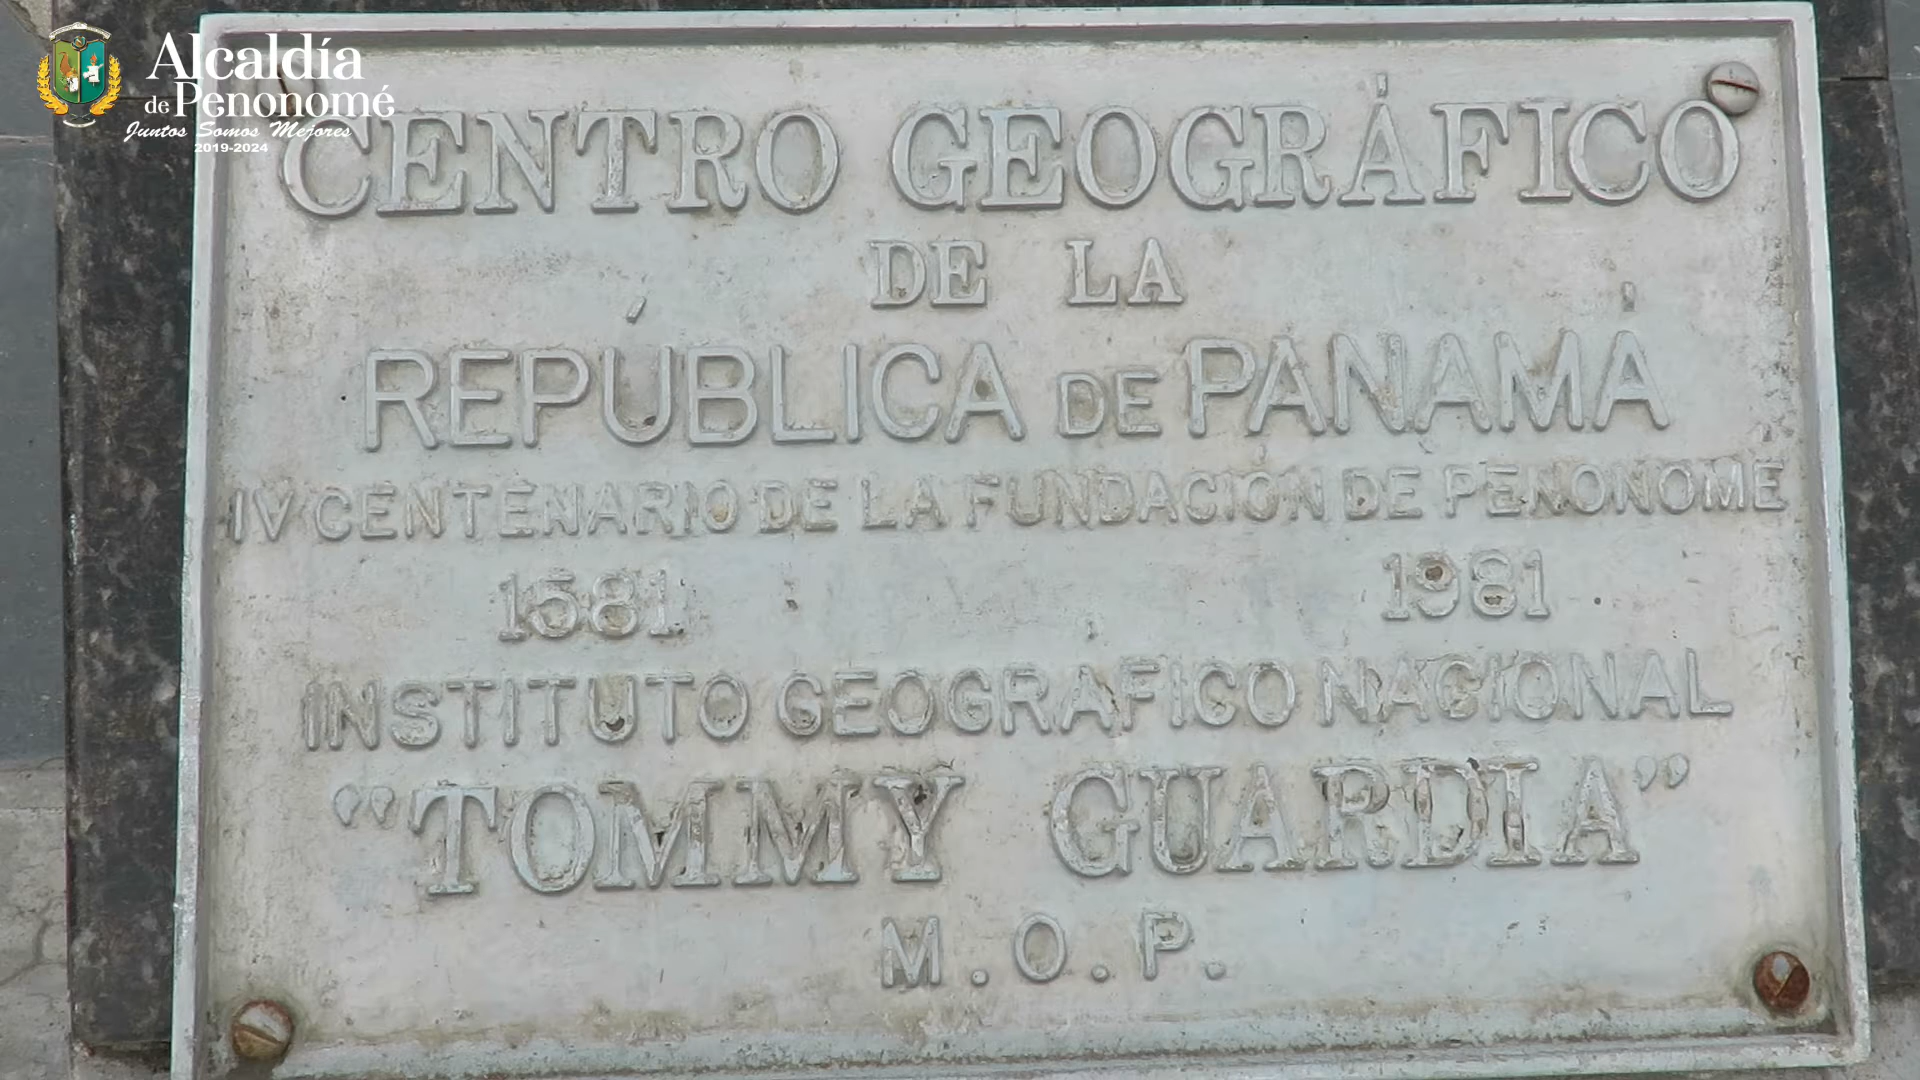 Alcaldía
de Penonomé
Juntos Somos Mejores
2019-2024
CENTRO GEOGRÁFICO
DE LA
REPÚBLICA DE PANAMÁ
IV CENTENARIO DE LA FUNDACIÓN DE PENONOMÉ
1581 1981
INSTITUTO GEOGRÁFICO NACIONAL
"TOMMY GUARDIA"
M.O.P.